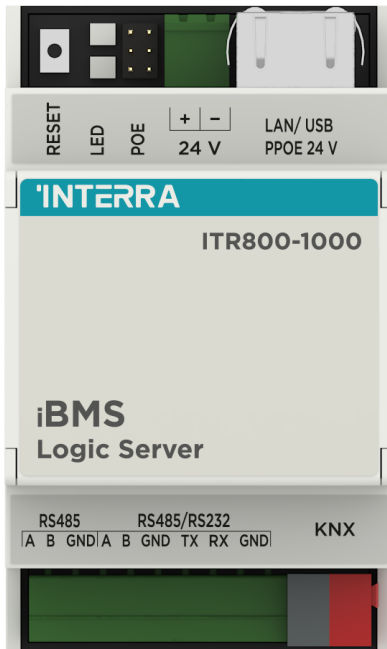 RESET
LED
POE
+ -
24 V
LAN/ USB
PPOE 24 V
INTERRA
ITR800-1000
iBMS
Logic Server
RS485
RS485/RS232
A B GND A B GND TX RX GND
KNX